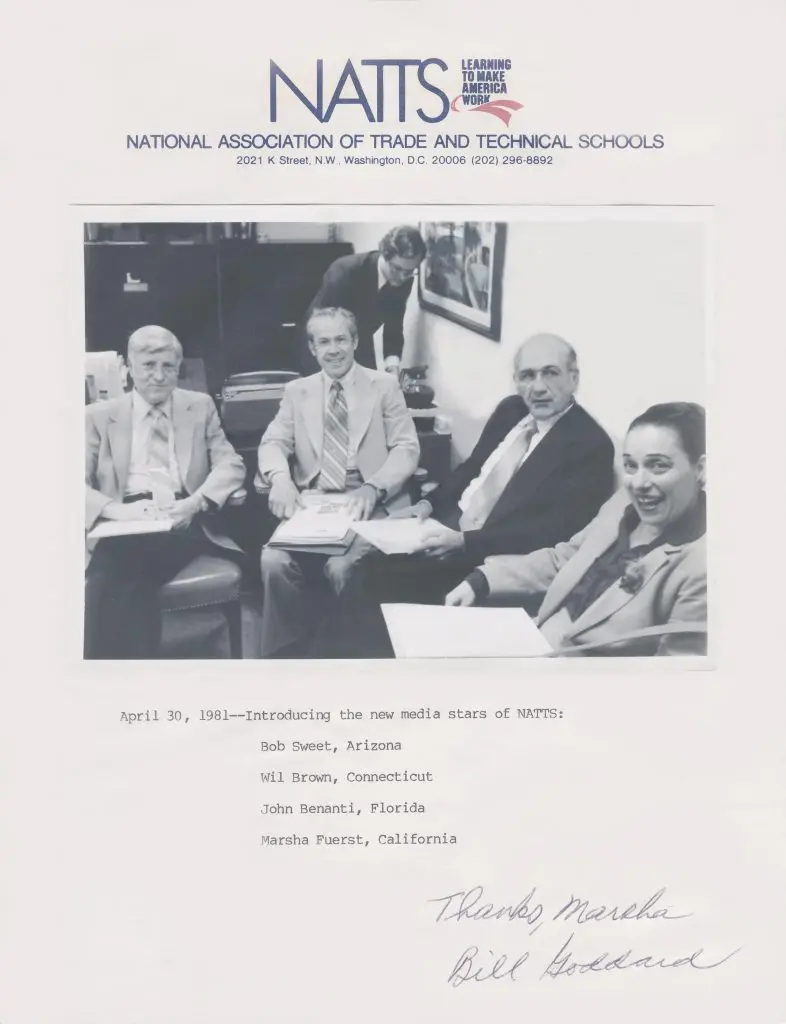 NATTS
LEARNING
TO MAKE
AMERICA
WORK
NATIONAL ASSOCIATION OF TRADE AND TECHNICAL SCHOOLS
2021 K Street, N.W., Washington, D.C. 20006 (202) 296-8892
April 30, 1981--Introducing the new media stars of NATTS:
Bob Sweet, Arizona
Wil Brown, Connecticut
John Benanti, Florida
Marsha Fuerst, California
Thanks, Marsha
Bill Goddard